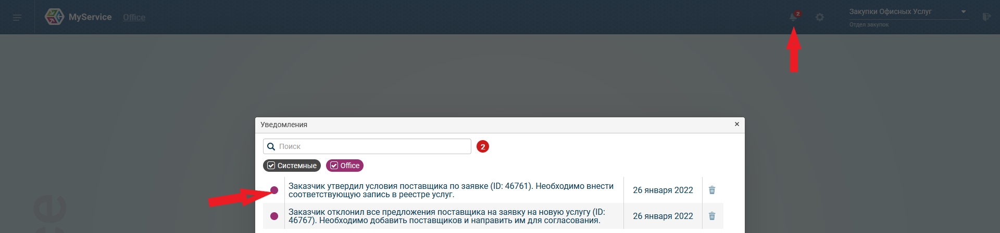 MyService Office
2
Закупки Офисных Услуг
Отдел закупок
Уведомления
Поиск
2
Системные
Office
Заказчик утвердил условия поставщика по заявке (ID: 46761). Необходимо внести
соответствующую запись в реестре услуг.
26 января 2022
Заказчик отклонил все предложения поставщика на заявку на новую услугу (ID:
46767). Необходимо добавить поставщиков и направить им для согласования.
26 января 2022